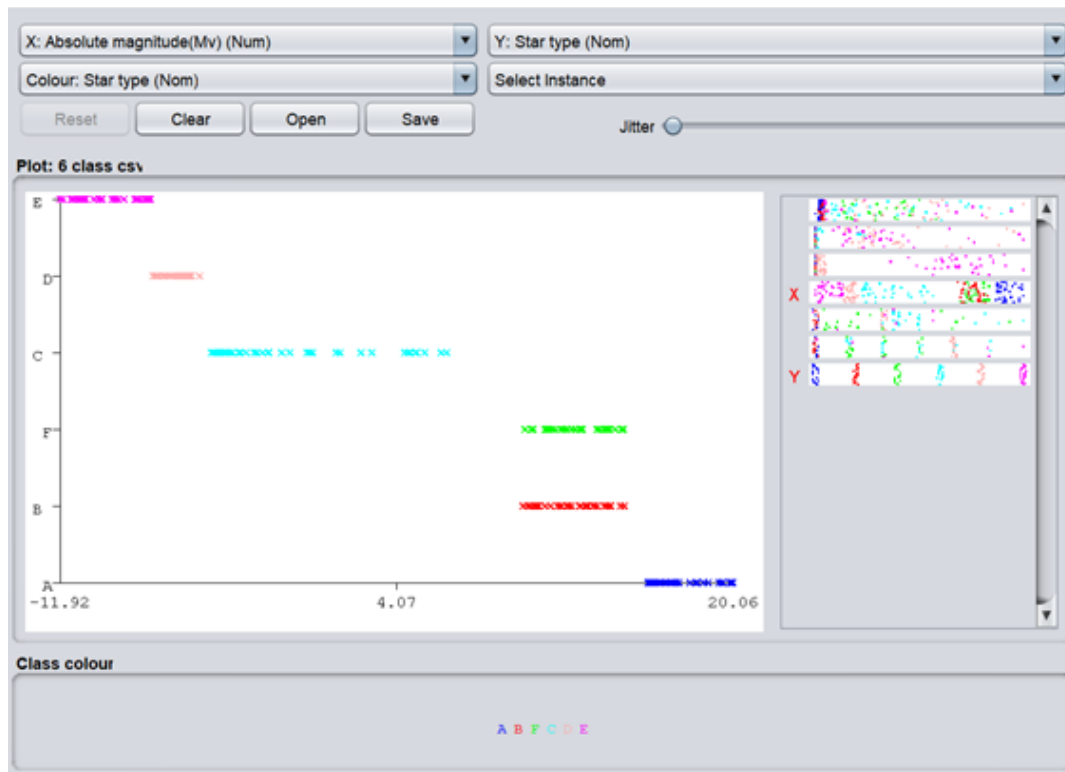 X: Absolute magnitude(Mv) (Num) Y: Star type (Nom)
Colour: Star type (Nom) Select Instance
Reset Clear Open Save Jitter
Plot: 6 class csv
E
D
C
F
B
A
-11.92 4.07 20.06
X
Y
Class colour
A B F C D E